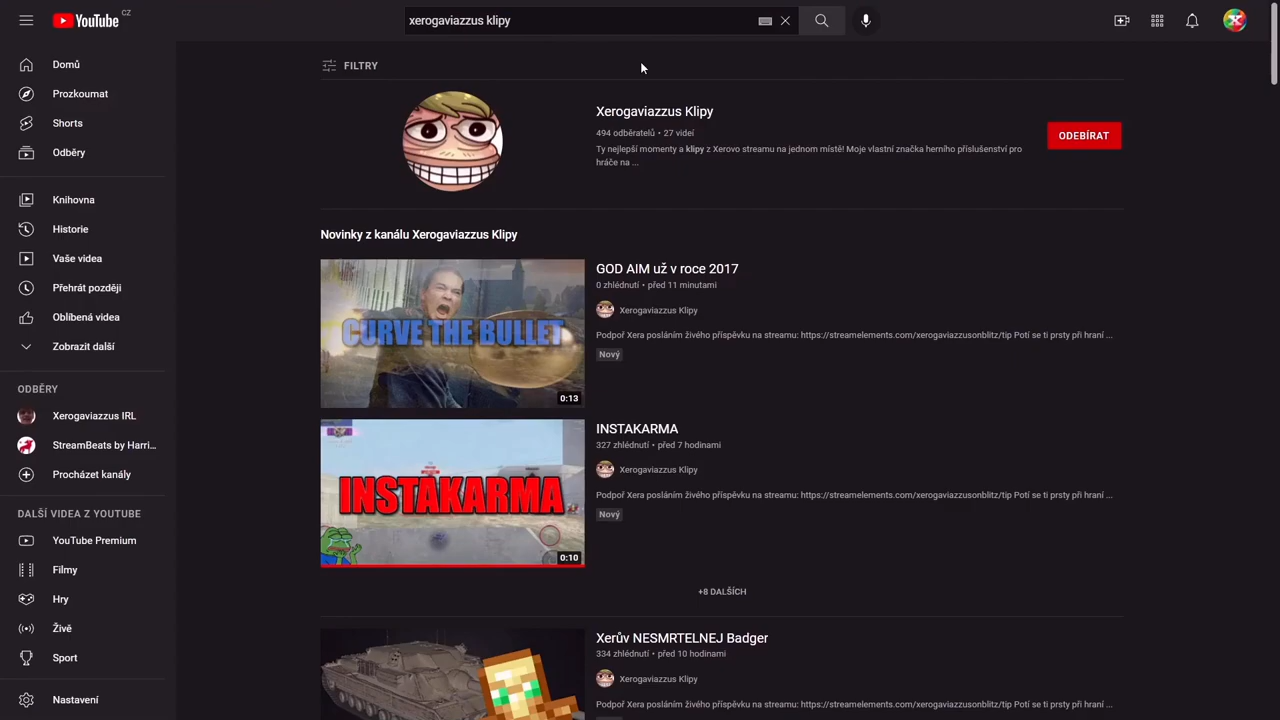 YouTube CZ
xerogaviazzus klipy
Domů
Prozkoumat
Shorts
Odběry
Knihovna
Historie
Vaše videa
Přehrát později
Oblíbená videa
Zobrazit další
ODBĚRY
Xerogaviazzus IRL
StreamBeats by Harri...
Procházet kanály
DALŠÍ VIDEA Z YOUTUBE
YouTube Premium
Filmy
Hry
Živě
Sport
Nastavení
FILTRY
Xerogaviazzus Klipy
494 odběratelů • 27 videí
Ty nejlepší momenty a klipy z Xerovo streamu na jednom místě! Moje vlastní značka herního příslušenství pro
hráče na ...
ODEBÍRAT
Novinky z kanálu Xerogaviazzus Klipy
CURVE THE BULLET
0:13
GOD AIM už v roce 2017
0 zhlédnutí • před 11 minutami
Xerogaviazzus Klipy
Podpoř Xera posláním živého příspěvku na streamu: https://streamelements.com/xerogaviazzusonblitz/tip Potí se ti prsty při hraní ...
Nový
INSTAKARMA
0:10
INSTAKARMA
327 zhlédnutí • před 7 hodinami
Xerogaviazzus Klipy
Podpoř Xera posláním živého příspěvku na streamu: https://streamelements.com/xerogaviazzusonblitz/tip Potí se ti prsty při hraní ...
Nový
+8 DALŠÍCH
Xerův NESMRTELNEJ Badger
334 zhlédnutí • před 10 hodinami
Xerogaviazzus Klipy
Podpoř Xera posláním živého příspěvku na streamu: https://streamelements.com/xerogaviazzusonblitz/tip Potí se ti prsty při hraní ...